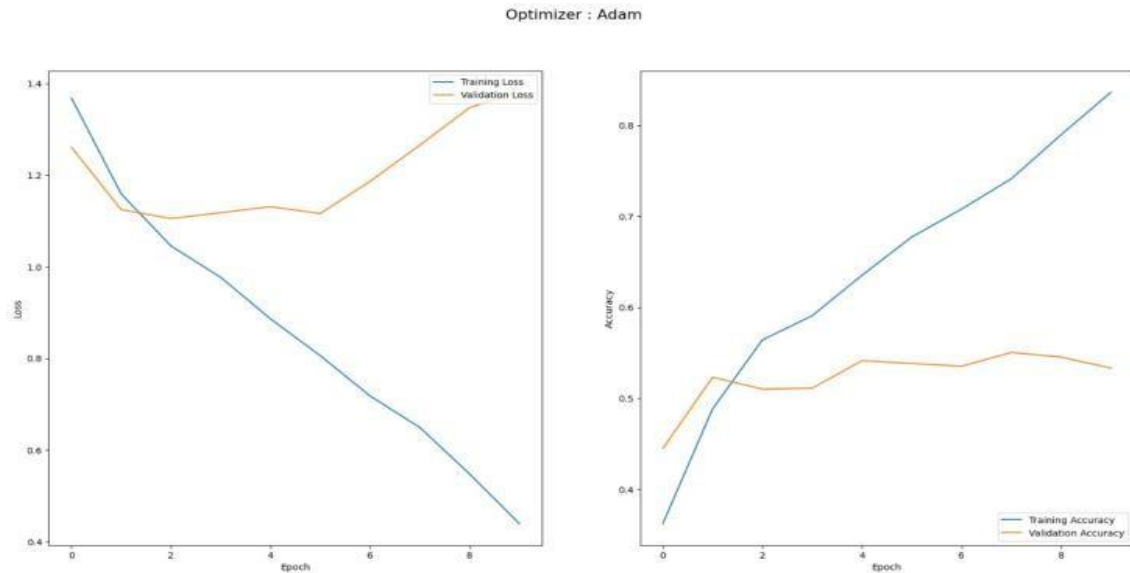 Optimizer : Adam
Training Loss
Validation Loss
1.4
1.2
1.0
0.8
0.6
0.4
Loss
0 2 4 6 8
Epoch
0.8
0.7
0.6
0.5
0.4
Accuracy
Training Accuracy
Validation Accuracy
0 2 4 6 8
Epoch